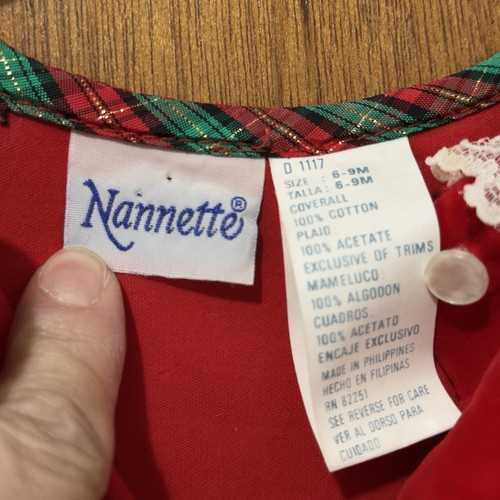 Nannette®
D 1117
SIZE : 6-9M
TALLA : 6-9M
COVERALL:
100% COTTON
PLAID:
100% ACETATE
EXCLUSIVE OF TRIMS
MAMELUCO:
100% ALGODON
CUADROS:
100% ACETATO
ENCAJE EXCLUSIVO
MADE IN PHILIPPINES
HECHO EN FILIPINAS
RN 82251
SEE REVERSE FOR CARE
VER AL DORSO PARA
CUIDADO